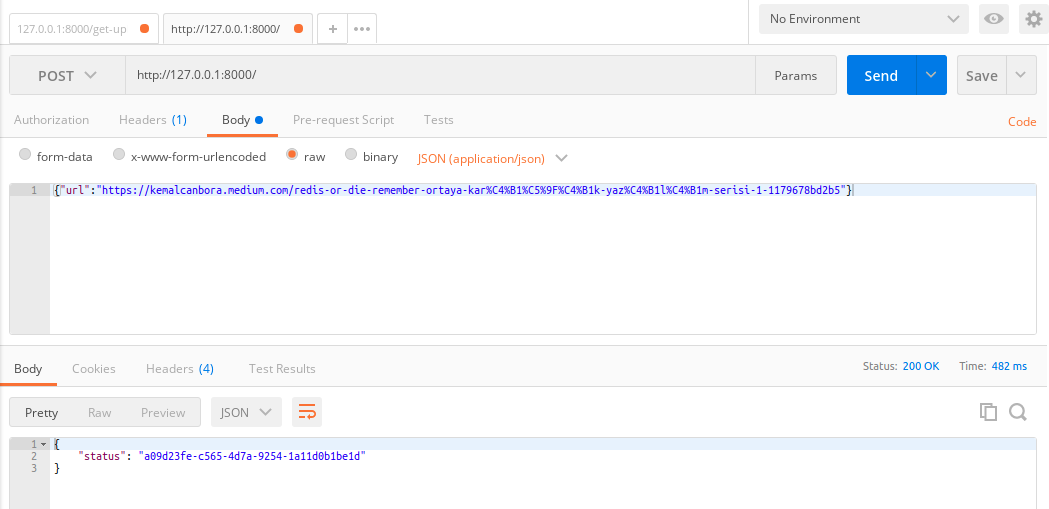 127.0.0.1:8000/get-up http://127.0.0.1:8000/ + ••• No Environment
POST http://127.0.0.1:8000/ Params Send Save
Authorization Headers (1) Body Pre-request Script Tests Code
form-data x-www-form-urlencoded raw binary JSON (application/json)
1 {"url":"https://kemalcanbora.medium.com/redis-or-die-remember-ortaya-kar%C4%B1%C5%9F%C4%B1k-yaz%C4%B1l%C4%B1m-serisi-1-1179678bd2b5"}
Body Cookies Headers (4) Test Results Status: 200 OK Time: 482 ms
Pretty Raw Preview JSON
1 {
2 "status": "a09d23fe-c565-4d7a-9254-1a11d0b1be1d"
3 }